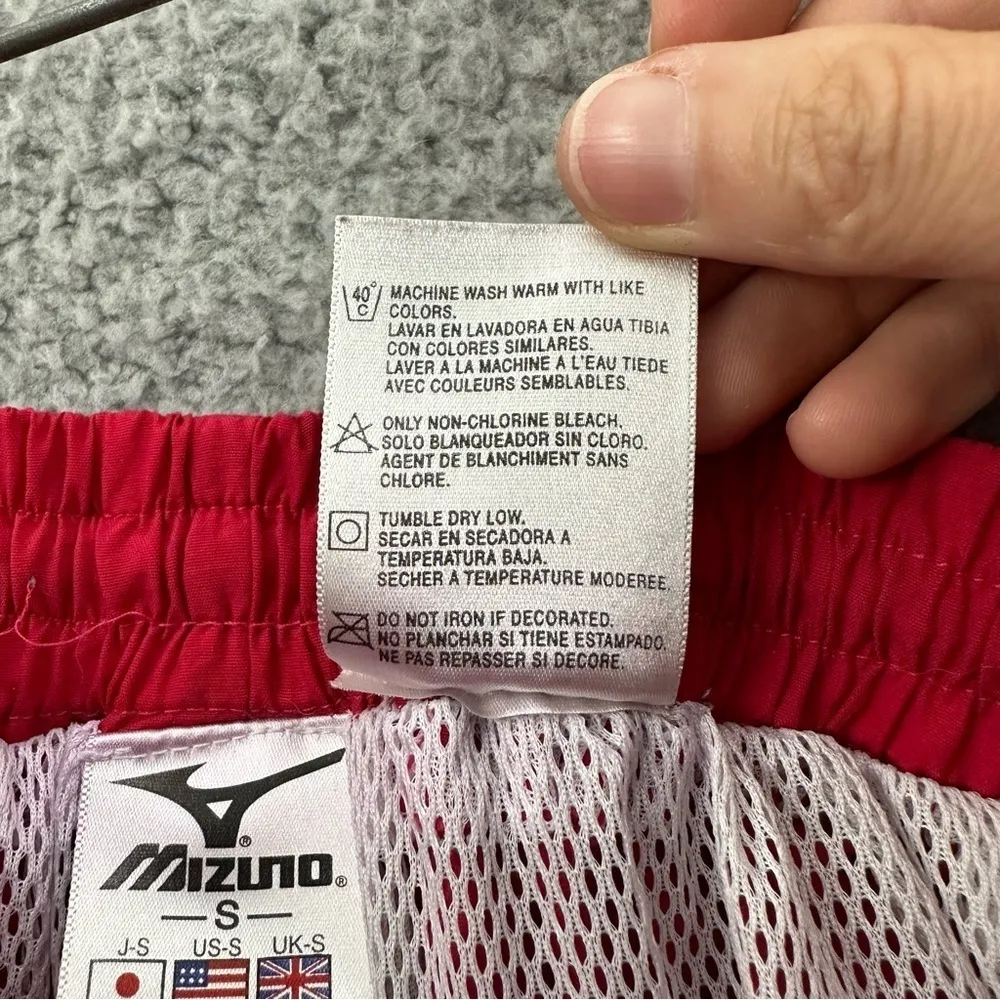 40°C
MACHINE WASH WARM WITH LIKE
COLORS.
LAVAR EN LAVADORA EN AGUA TIBIA
CON COLORES SIMILARES.
LAVER A LA MACHINE A L'EAU TIEDE
AVEC COULEURS SEMBLABLES.
ONLY NON-CHLORINE BLEACH.
SOLO BLANQUEADOR SIN CLORO.
AGENT DE BLANCHIMENT SANS
CHLORE.
TUMBLE DRY LOW.
SECAR EN SECADORA A
TEMPERATURA BAJA.
SECHER A TEMPERATURE MODEREE.
DO NOT IRON IF DECORATED.
NO PLANCHAR SI TIENE ESTAMPADO.
NE PAS REPASSER SI DECORE.
®
MIZUNO®
—S—
J-S US-S UK-S